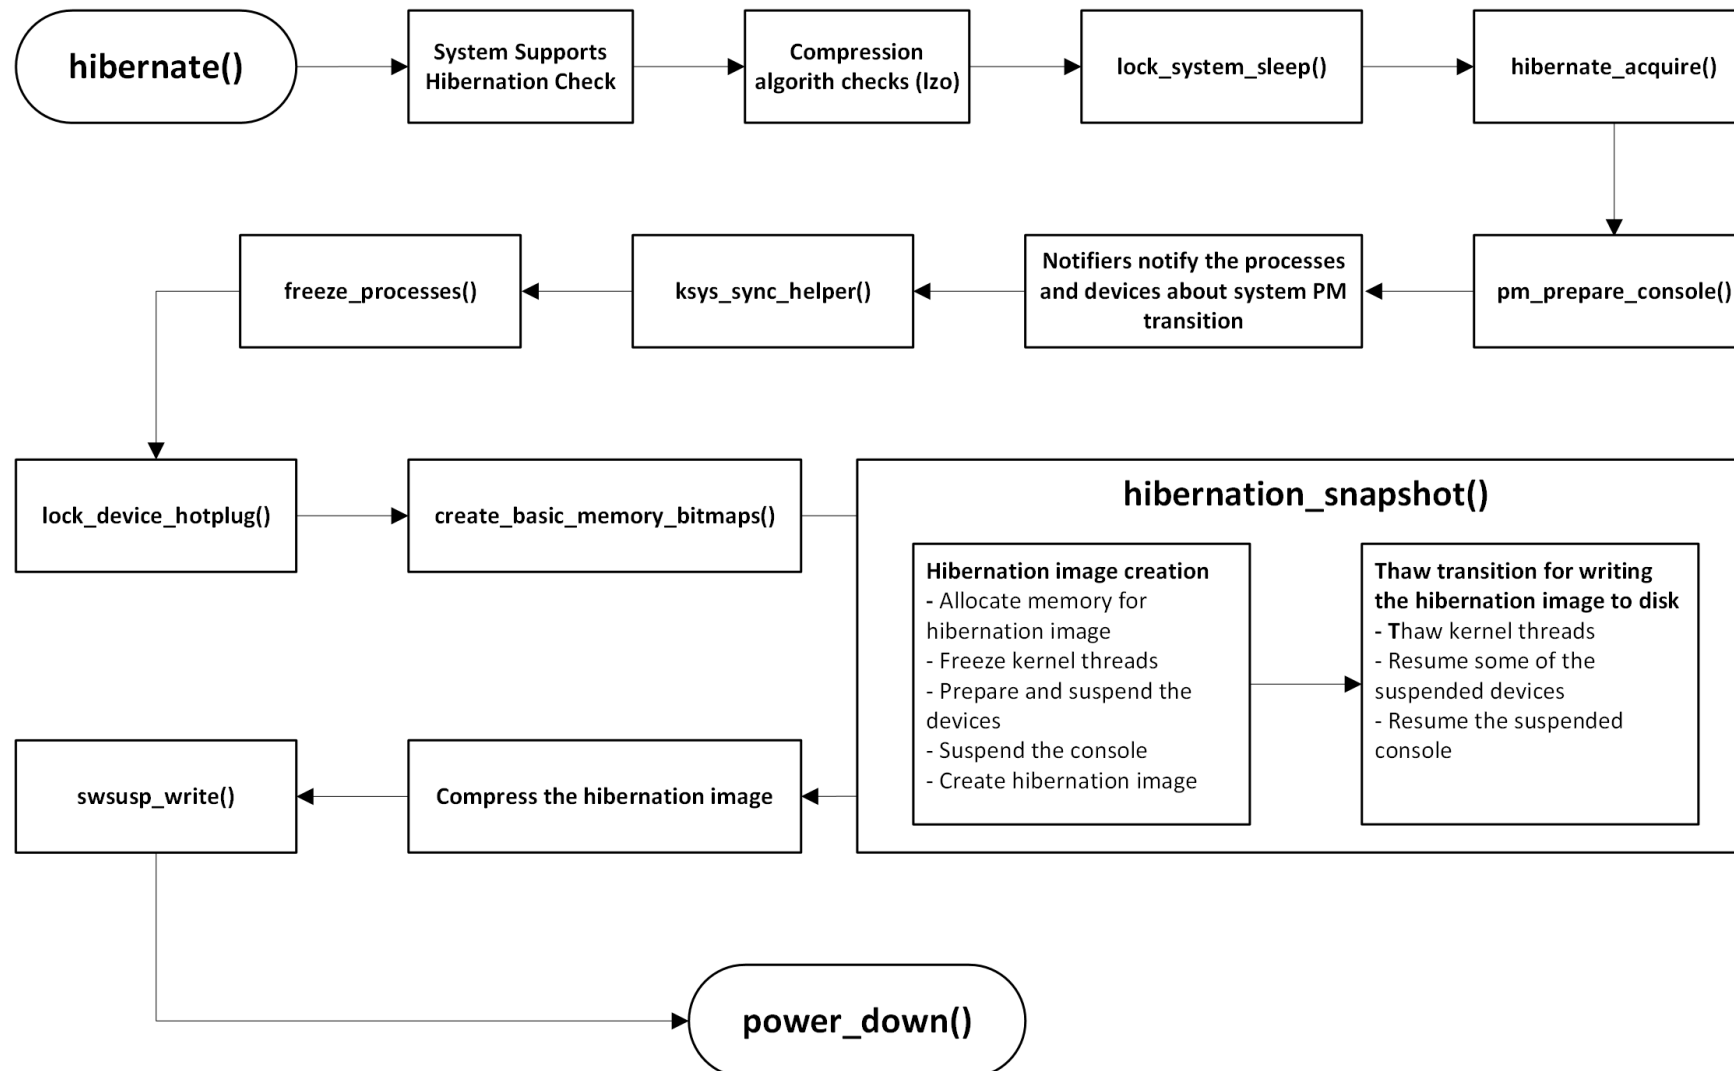 hibernate()
System Supports
Hibernation Check
Compression
algorith checks (lzo)
lock_system_sleep()
hibernate_acquire()
pm_prepare_console()
Notifiers notify the processes
and devices about system PM
transition
ksys_sync_helper()
freeze_processes()
lock_device_hotplug()
create_basic_memory_bitmaps()
hibernation_snapshot()
Hibernation image creation
- Allocate memory for
hibernation image
- Freeze kernel threads
- Prepare and suspend the
devices
- Suspend the console
- Create hibernation image
Thaw transition for writing
the hibernation image to disk
- Thaw kernel threads
- Resume some of the
suspended devices
- Resume the suspended
console
Compress the hibernation image
swsusp_write()
power_down()